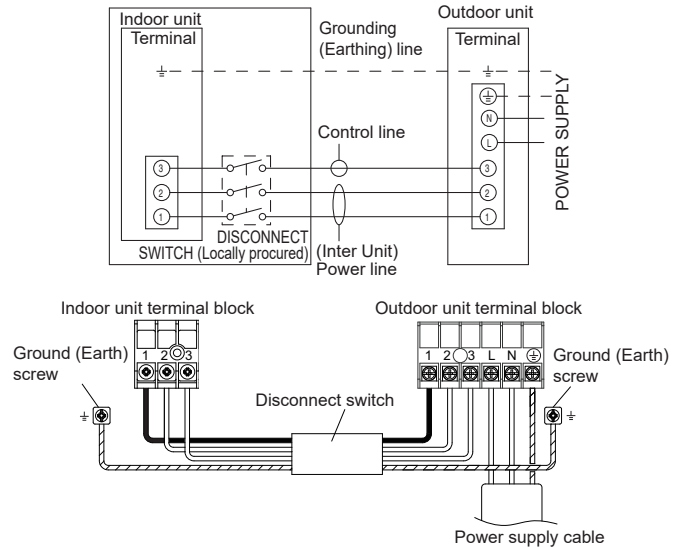 Indoor unit
Terminal
Grounding
(Earthing) line
Outdoor unit
Terminal
N
L
POWER SUPPLY
Control line
3
2
1
3
2
1
DISCONNECT
SWITCH (Locally procured)
(Inter Unit)
Power line
Indoor unit terminal block
Outdoor unit terminal block
1 2 3
1 2 3 L N
Ground (Earth)
screw
Ground (Earth)
screw
Disconnect switch
Power supply cable